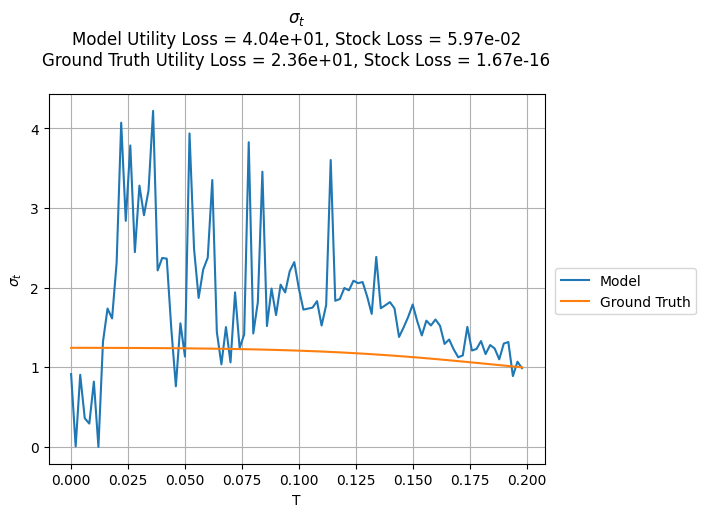 σt
Model Utility Loss = 4.04e+01, Stock Loss = 5.97e-02
Ground Truth Utility Loss = 2.36e+01, Stock Loss = 1.67e-16
4
3
2
1
0
σt
0.000
0.025
0.050
0.075
0.100
0.125
0.150
0.175
0.200
T
Model
Ground Truth